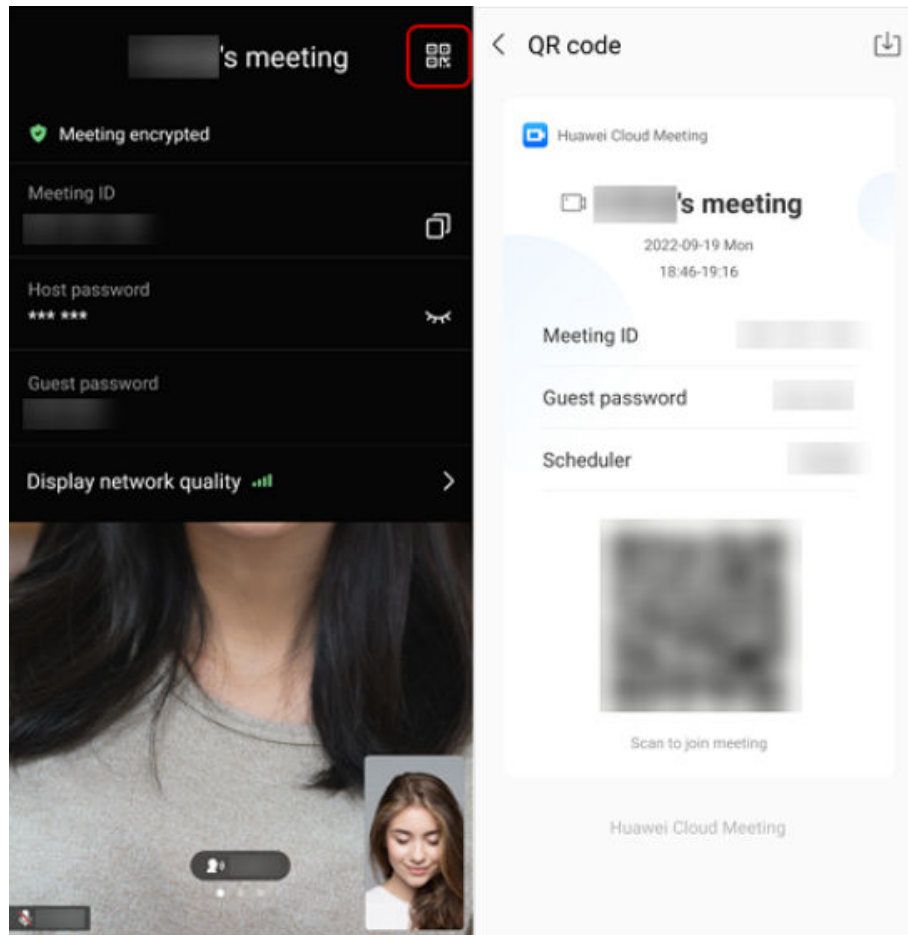 's meeting
Meeting encrypted
Meeting ID
Host password
*** ***
Guest password
Display network quality
QR code
Huawei Cloud Meeting
's meeting
2022-09-19 Mon
18:46-19:16
Meeting ID
Guest password
Scheduler
Scan to join meeting
Huawei Cloud Meeting